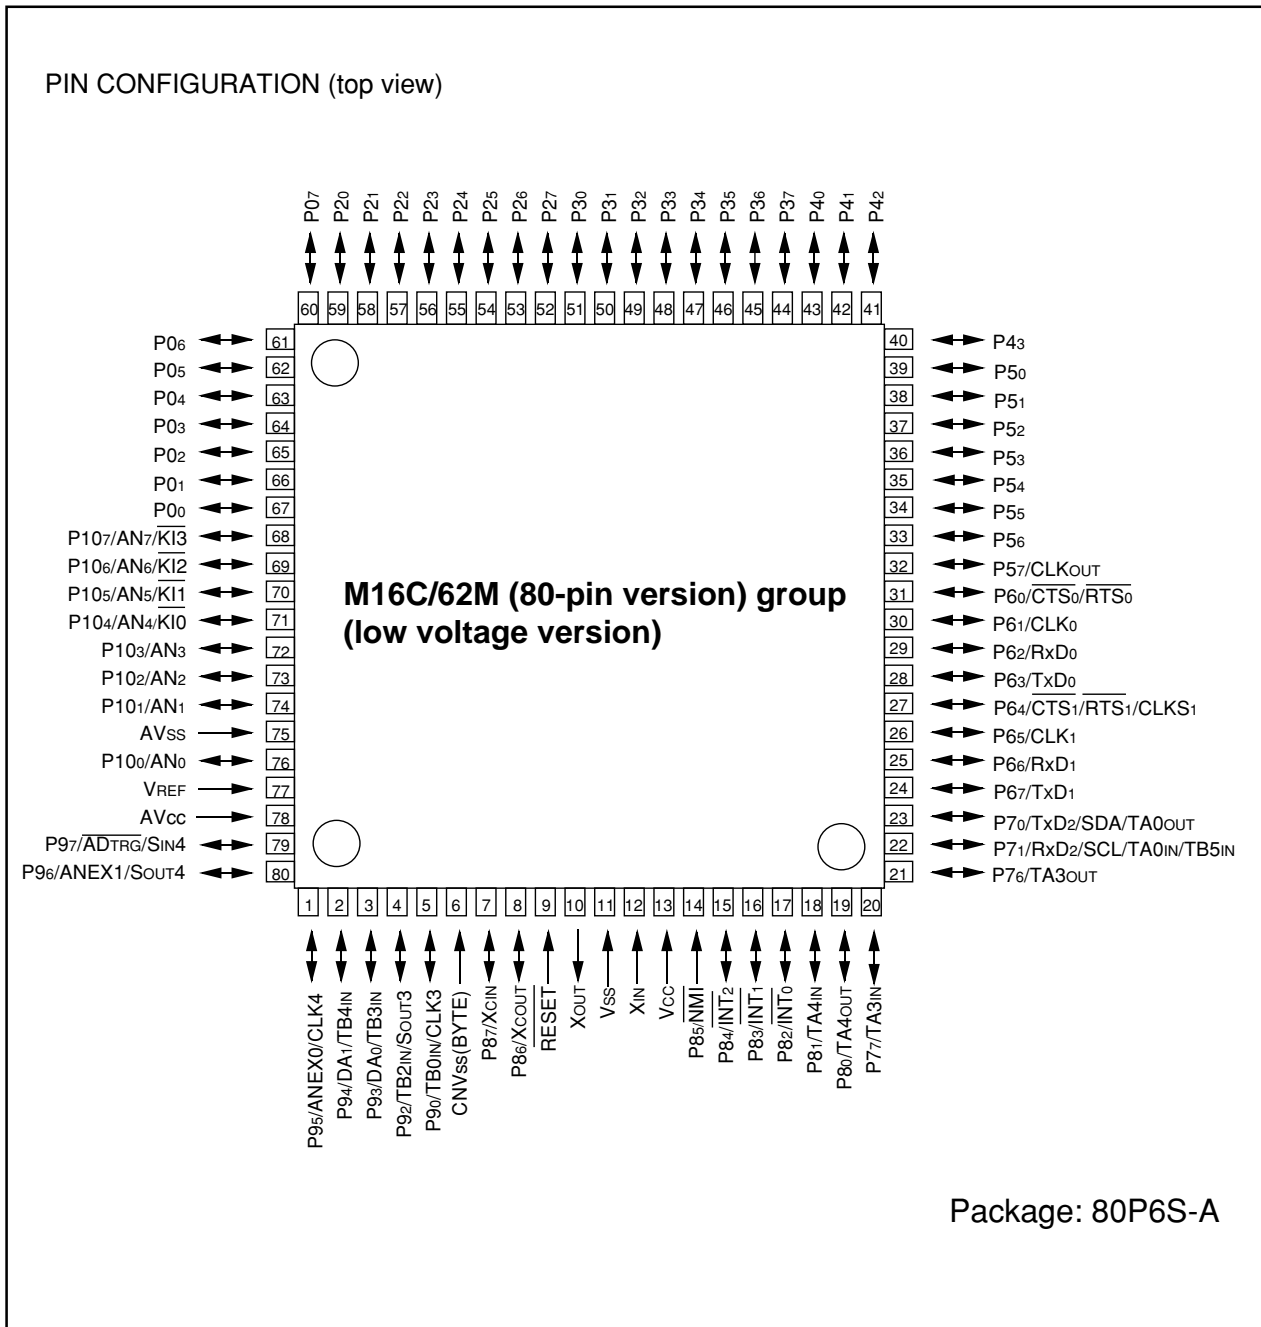 PIN CONFIGURATION (top view)
P07
P20
P21
P22
P23
P24
P25
P26
P27
P30
P31
P32
P33
P34
P35
P36
P37
P40
P41
P42
60
59
58
57
56
55
54
53
52
51
50
49
48
47
46
45
44
43
42
41
P06 61
P05 62
P04 63
P03 64
P02 65
P01 66
P00 67
P107/AN7/KI3 68
P106/AN6/KI2 69
P105/AN5/KI1 70
P104/AN4/KI0 71
P103/AN3 72
P102/AN2 73
P101/AN1 74
AVSS 75
P100/AN0 76
VREF 77
AVCC 78
P97/ADTRG/SIN4 79
P96/ANEX1/SOUT4 80
M16C/62M (80-pin version) group
(low voltage version)
40 P43
39 P50
38 P51
37 P52
36 P53
35 P54
34 P55
33 P56
32 P57/CLKOUT
31 P60/CTS0/RTS0
30 P61/CLK0
29 P62/RxD0
28 P63/TxD0
27 P64/CTS1/RTS1/CLKS1
26 P65/CLK1
25 P66/RxD1
24 P67/TxD1
23 P70/TxD2/SDA/TA0OUT
22 P71/RxD2/SCL/TA0IN/TB5IN
21 P76/TA3OUT
1
2
3
4
5
6
7
8
9
10
11
12
13
14
15
16
17
18
19
20
P95/ANEX0/CLK4
P94/DA1/TB4IN
P93/DA0/TB3IN
P92/TB2IN/SOUT3
P90/TB0IN/CLK3
CNVSS(BYTE)
P87/XCIN
P86/XCOUT
RESET
XOUT
VSS
XIN
VCC
P85/NMI
P84/INT2
P83/INT1
P82/INT0
P81/TA4IN
P80/TA4OUT
P77/TA3IN
Package: 80P6S-A